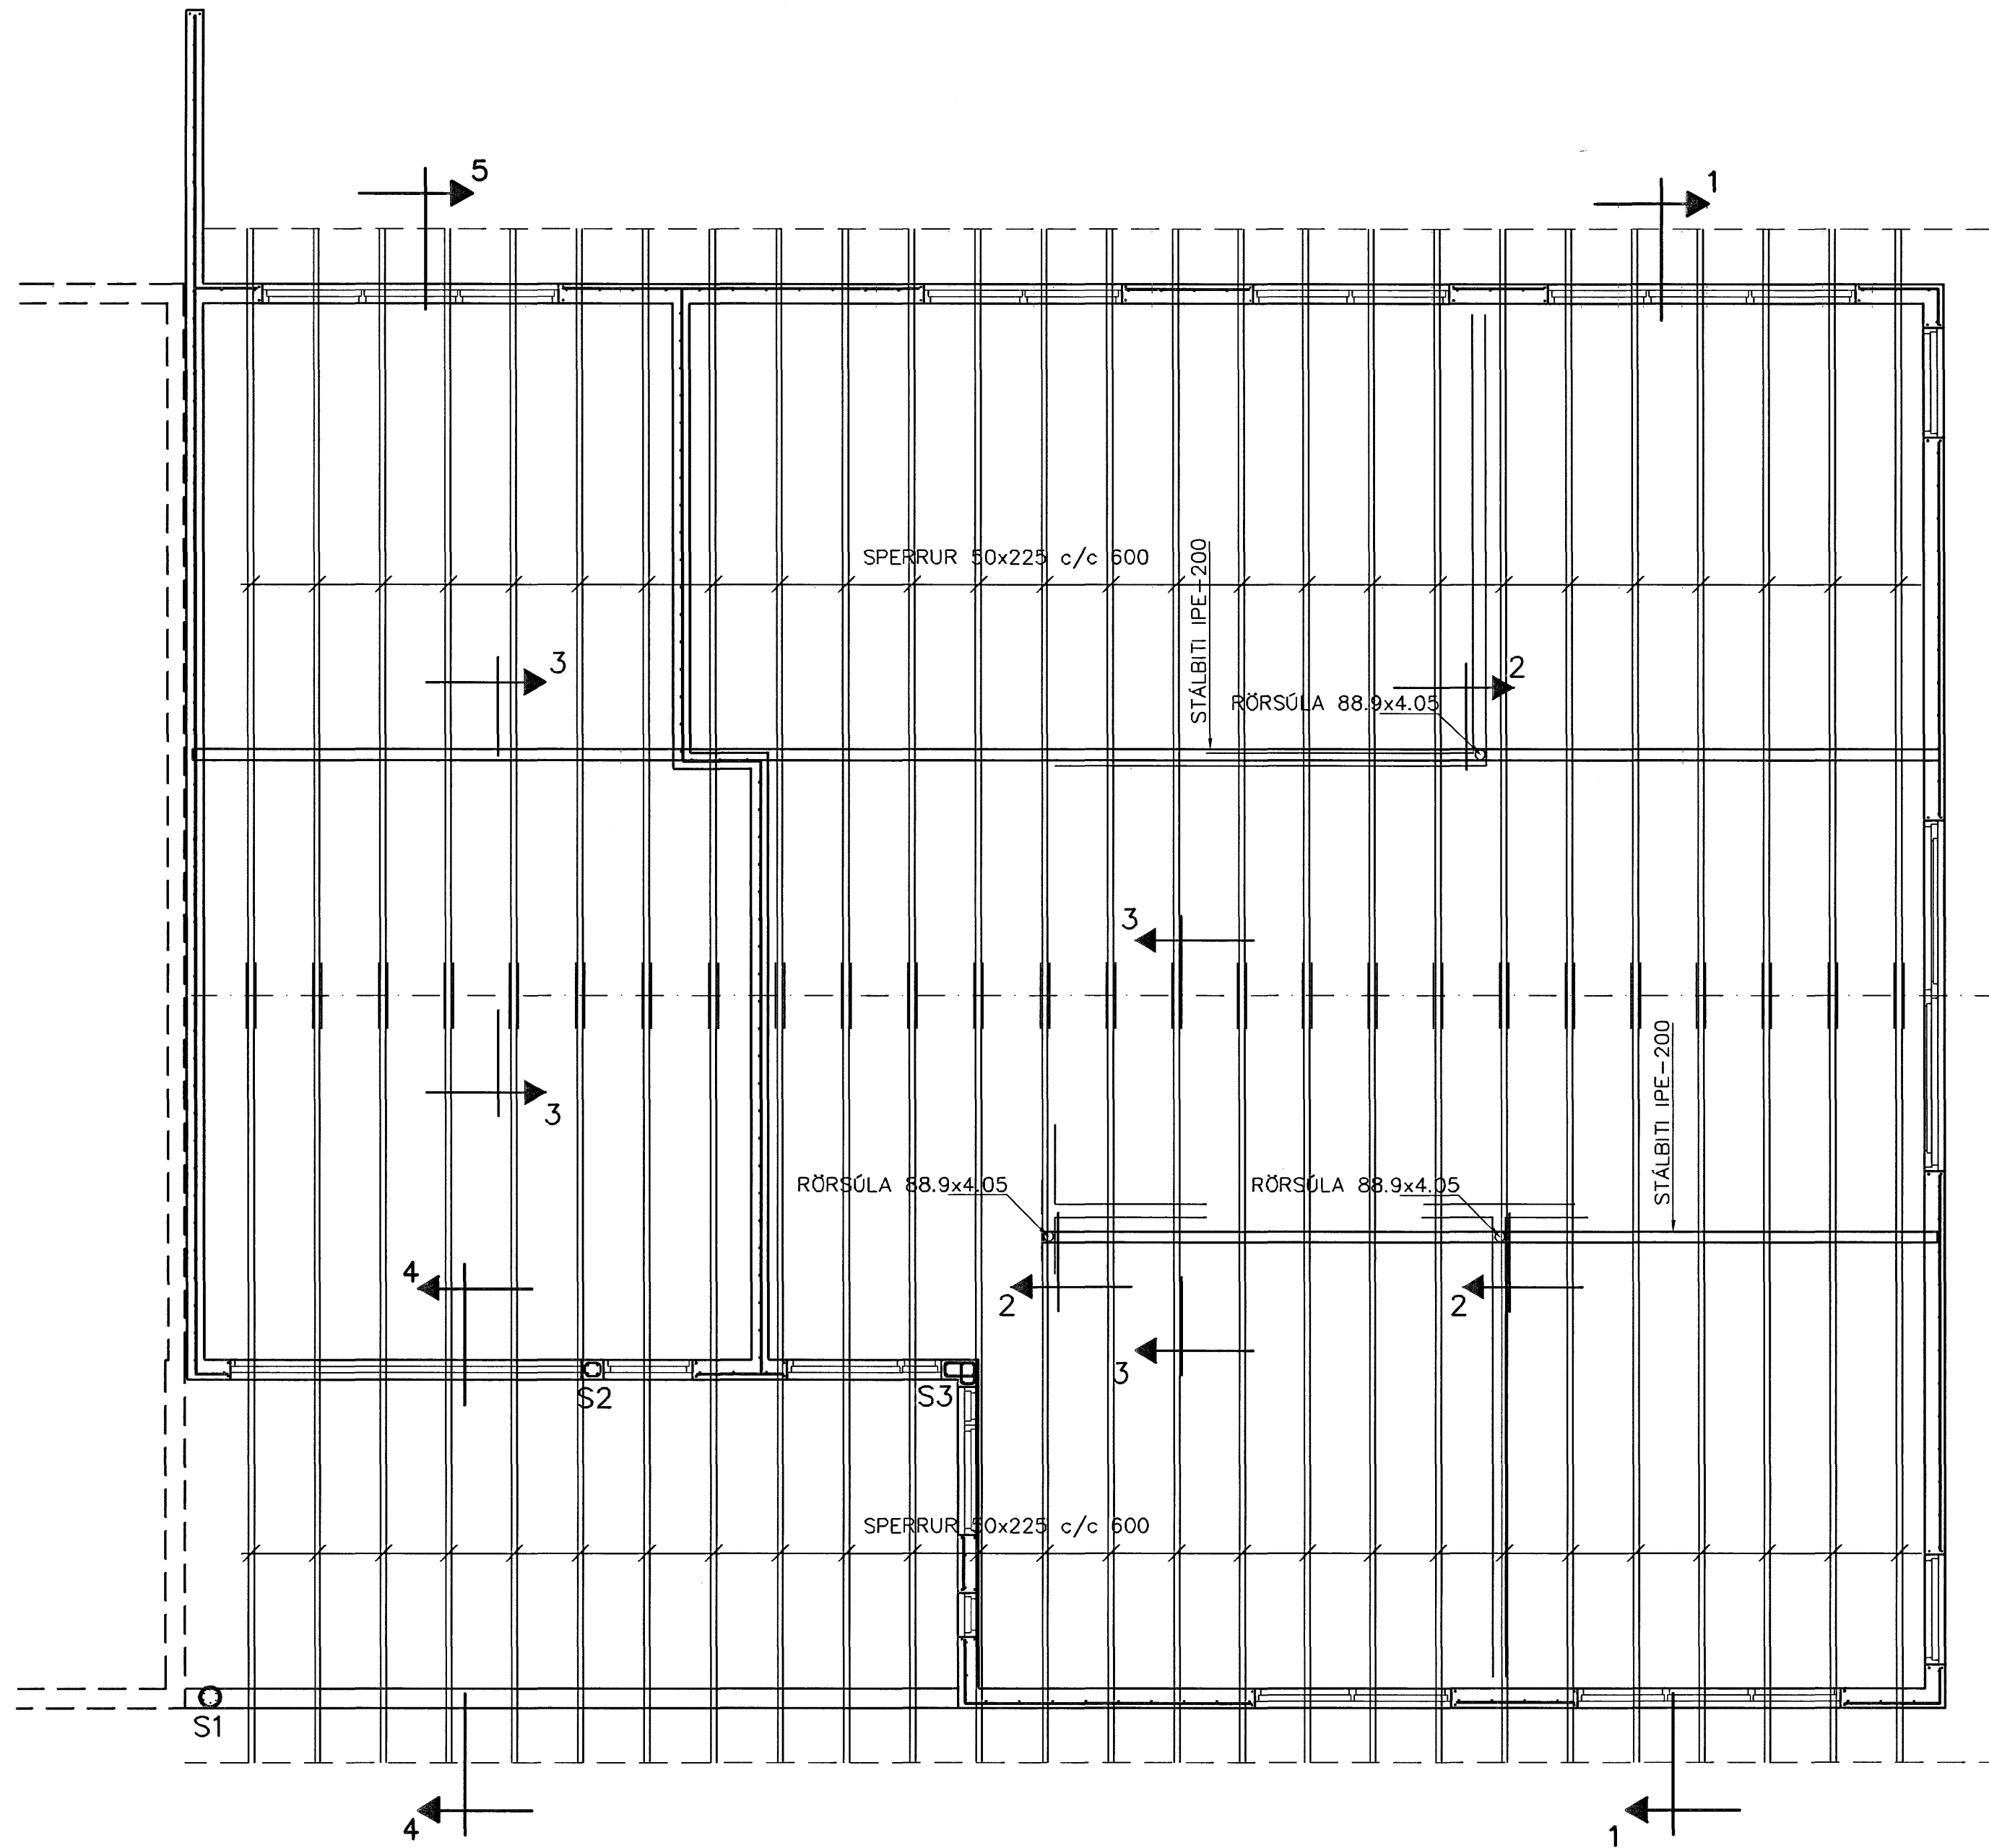 5
1
SPERRUR 50x225 c/c 600
STÁLBITI IPE-200
3
2
RÖRSÚLA 88.9x4.05
3
STÁLBITI IPE-200
3
RÖRSÚLA 88.9x4.05
RÖRSÚLA 88.9x4.05
4
2
2
3
S2
S3
SPERRUR 50x225 c/c 600
S1
4
1